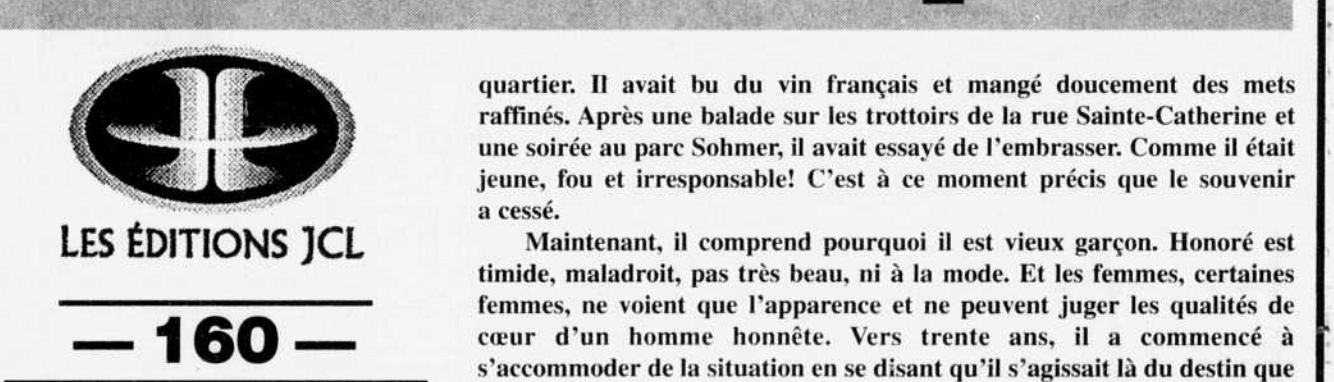 LES ÉDITIONS JCL
— 160 —
quartier. Il avait bu du vin français et mangé doucement des mets
raffinés. Après une balade sur les trottoirs de la rue Sainte-Catherine et
une soirée au parc Sohmer, il avait essayé de l'embrasser. Comme il était
jeune, fou et irresponsable! C'est à ce moment précis que le souvenir
a cessé.
Maintenant, il comprend pourquoi il est vieux garçon. Honoré est
timide, maladroit, pas très beau, ni à la mode. Et les femmes, certaines
femmes, ne voient que l'apparence et ne peuvent juger les qualités de
cœur d'un homme honnête. Vers trente ans, il a commencé à
s'accommoder de la situation en se disant qu'il s'agissait là du destin que